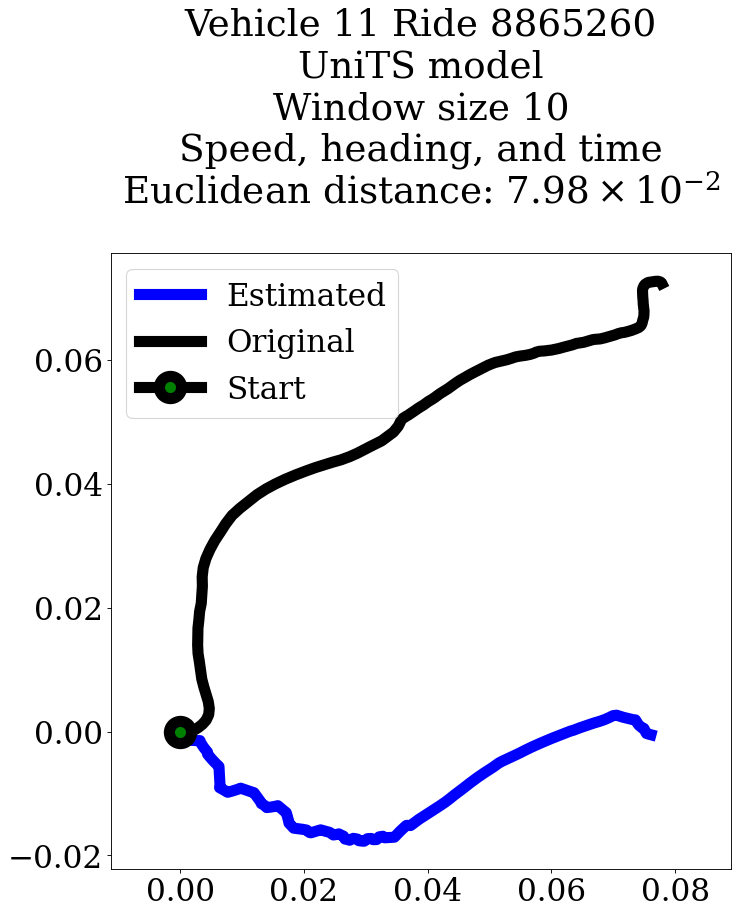 Vehicle 11 Ride 8865260
UniTS model
Window size 10
Speed, heading, and time
Euclidean distance: 7.98 × 10⁻²
Estimated
Original
Start
0.06
0.04
0.02
0.00
−0.02
0.00 0.02 0.04 0.06 0.08